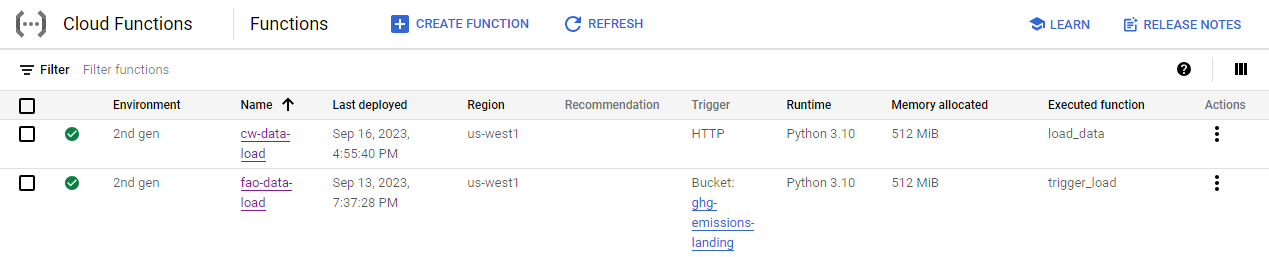 Cloud Functions Functions CREATE FUNCTION REFRESH LEARN RELEASE NOTES
Filter Filter functions
Environment Name Last deployed Region Recommendation Trigger Runtime Memory allocated Executed function Actions
2nd gen cw-data- Sep 16, 2023, us-west1 HTTP Python 3.10 512 MiB load_data
load 4:55:40 PM
2nd gen fao-data- Sep 13, 2023, us-west1 Bucket: Python 3.10 512 MiB trigger_load
load 7:37:28 PM ghg-
emissions-
landing